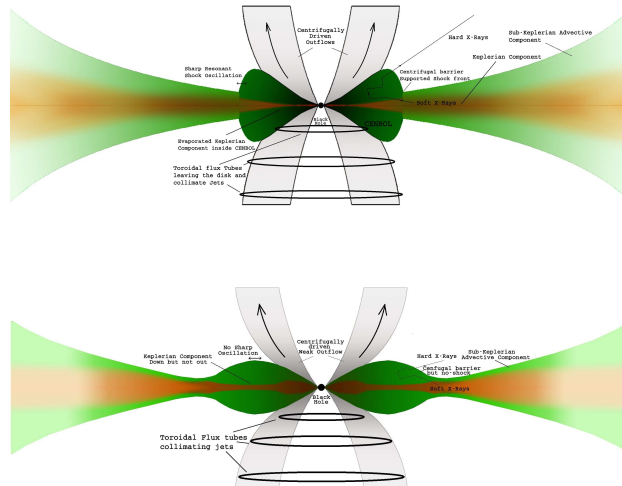 Centrifugally
Driven
Outflows
Hard X-Rays
Sub-Keplerian Advective
Component
Keplerian Component
Sharp Resonant
Shock Oscillation
Centrifugal barrier
Supported Shock front
Soft X-Rays
Black
Hole
CENBOL
Evaporated Keplerian
Component inside CENBOL
Toroidal flux Tubes
leaving the disk and
collimate Jets
Centrifugally
driven
Weak Outflow
No Sharp
Oscillation
Keplerian Component
Down but not out
Hard X-Rays
Sub-Keplerian
Advective Component
Cenfugal barrier
but no-shock
Soft X-Rays
Black
Hole
Toroidal Flux tubes
collimating jets